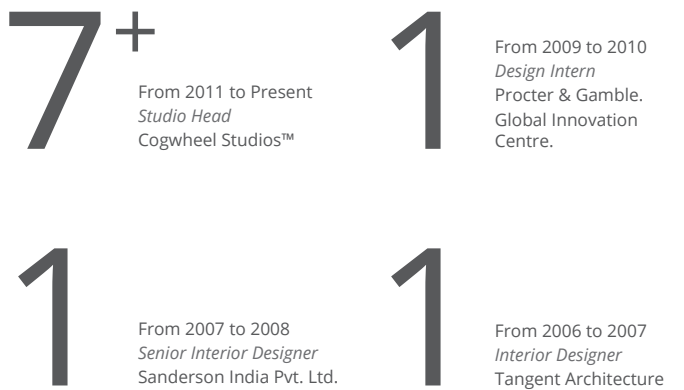 7+
From 2011 to Present
Studio Head
Cogwheel Studios™
1
From 2009 to 2010
Design Intern
Procter & Gamble.
Global Innovation
Centre.
1
From 2007 to 2008
Senior Interior Designer
Sanderson India Pvt. Ltd.
1
From 2006 to 2007
Interior Designer
Tangent Architecture